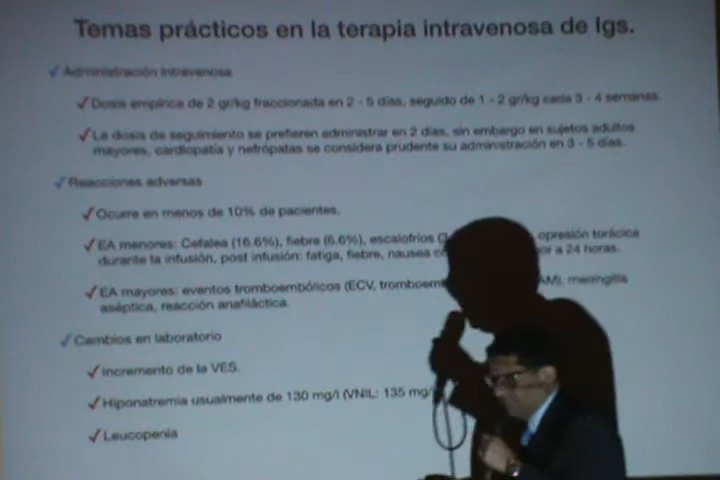 Temas prácticos en la terapia intravenosa de Igs.
Administración intravenosa
Dosis empírica de 2 gr/kg fraccionada en 2 - 5 días, seguido de 1 - 2 gr/kg cada 3 - 4 semanas.
La dosis de seguimiento se prefieren administrar en 2 días, sin embargo en sujetos adultos
mayores, cardiopatía y nefrópatas se considera prudente su administración en 3 - 5 días.
Reacciones adversas
Ocurre en menos de 10% de pacientes.
EA menores: Cefalea (16.6%), fiebre (6.6%), escalofríos opresión torácica
durante la infusión, post infusión: fatiga, fiebre, nausea a 24 horas.
EA mayores: eventos tromboembólicos (ECV, meningitis
aséptica, reacción anafiláctica.
Cambios en laboratorio
Incremento de la VES.
Hiponatremia usualmente de 130 mg/l (VNIL: 135 mg/
Leucopenia